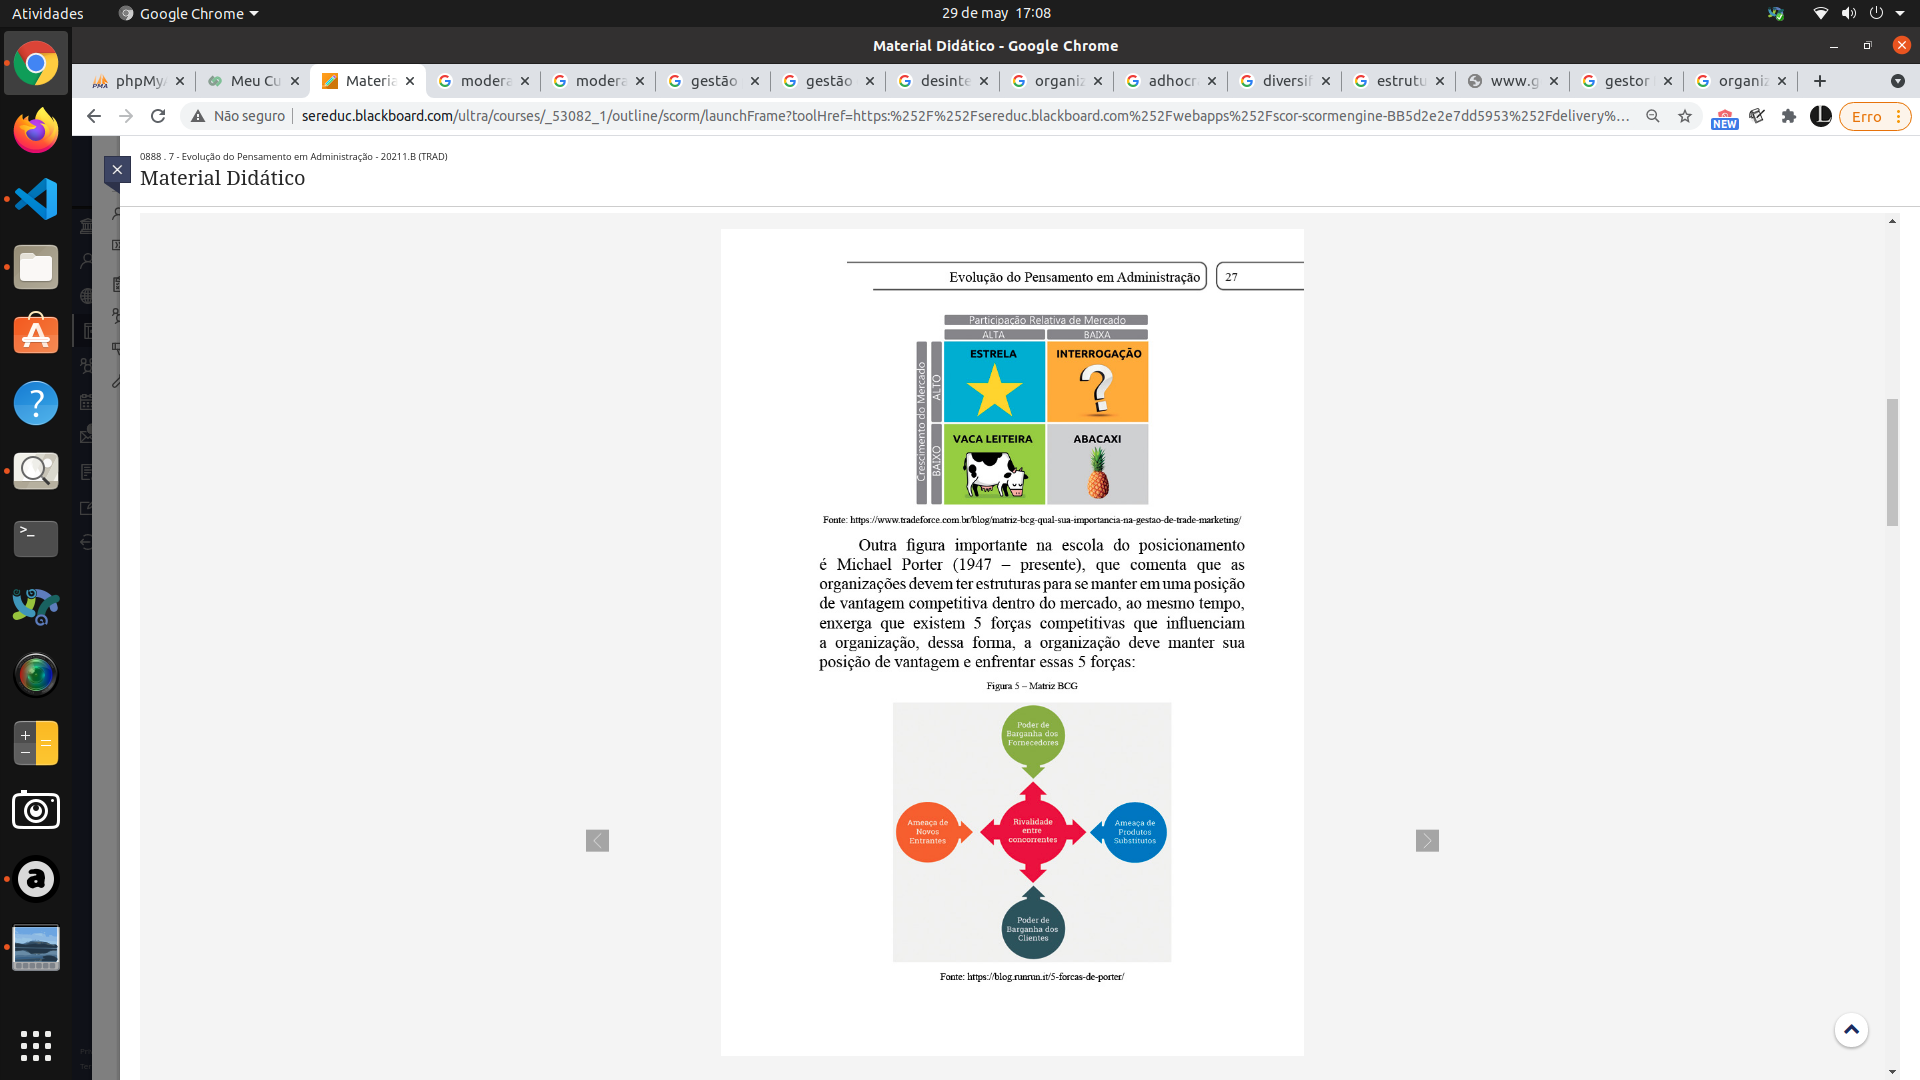 Atividades
Google Chrome
29 de may 17:08
Material Didático - Google Chrome
phpMyA
Meu Cu
Materia
modera
modera
gestão
gestão
desinte
organiz
adhocr
diversif
estrutu
www.g
gestor
organiz
Não seguro
sereduc.blackboard.com/ultra/courses/_53082_1/outline/scorm/launchFrame?toolHref=https:%252F%252Fsereduc.blackboard.com%252Fwebapps%252Fscor-scormengine-BB5d2e2e7dd5953%252Fdelivery%...
NEW
Erro
0888 . 7 - Evolução do Pensamento em Administração - 20211.B (TRAD)
Material Didático
Evolução do Pensamento em Administração
27
Participação Relativa de Mercado
ALTA
BAIXA
Crescimento do Mercado
ALTO
BAIXO
ESTRELA
INTERROGAÇÃO
VACA LEITEIRA
ABACAXI
Fonte: https://www.tradeforce.com.br/blog/matriz-bcg-qual-sua-importancia-na-gestao-de-trade-marketing/
Outra figura importante na escola do posicionamento
é Michael Porter (1947 – presente), que comenta que as
organizações devem ter estruturas para se manter em uma posição
de vantagem competitiva dentro do mercado, ao mesmo tempo,
enxerga que existem 5 forças competitivas que influenciam
a organização, dessa forma, a organização deve manter sua
posição de vantagem e enfrentar essas 5 forças:
Figura 5 – Matriz BCG
Poder de
Barganha dos
Fornecedores
Ameaça de
Novos
Entrantes
Rivalidade
entre
concorrentes
Ameaça de
Produtos
Substitutos
Poder de
Barganha dos
Clientes
Fonte: https://blog.runrun.it/5-forcas-de-porter/